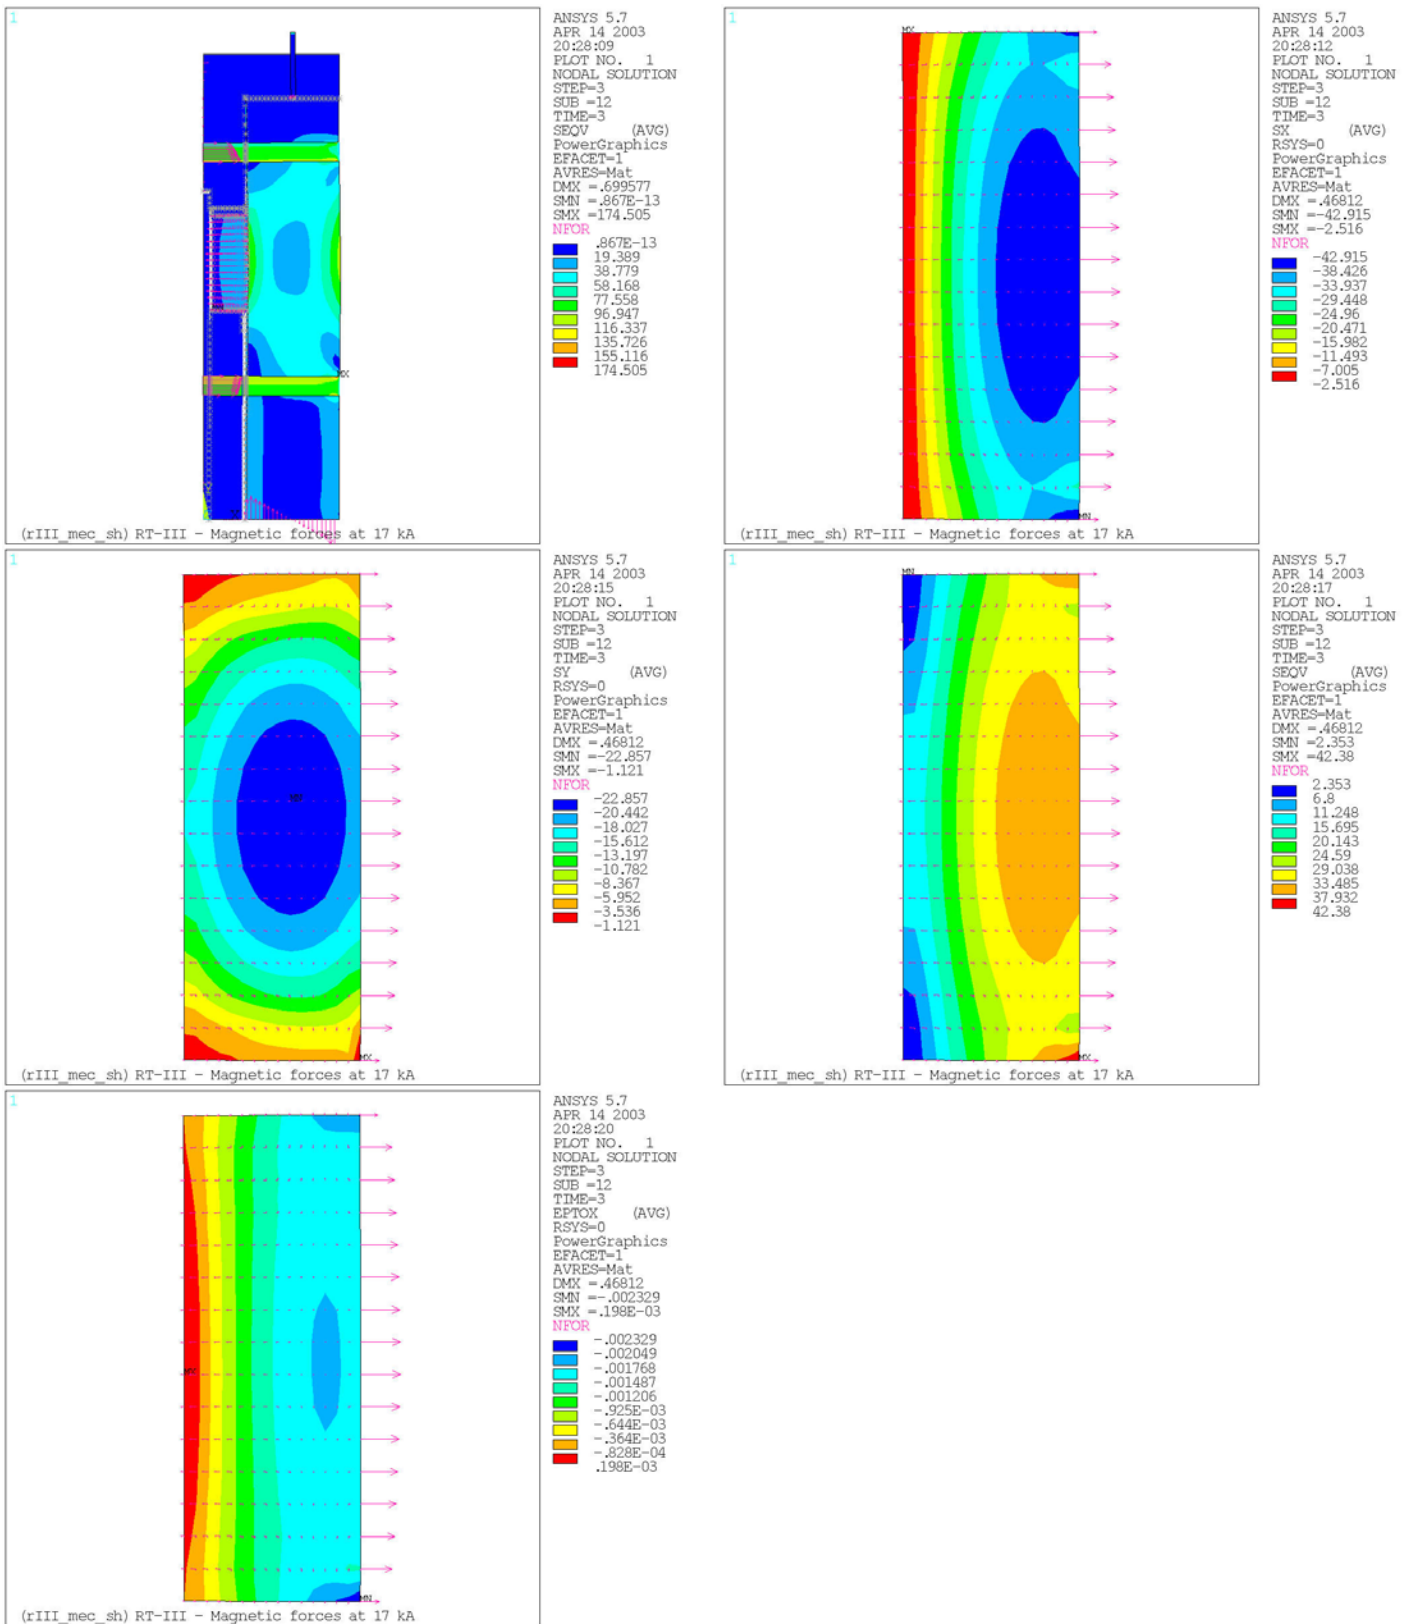 1
ANSYS 5.7
APR 14 2003
20:28:09
PLOT NO. 1
NODAL SOLUTION
STEP=3
SUB =12
TIME=3
SEQV (AVG)
PowerGraphics
EFACET=1
AVRES=Mat
DMX =.699577
SMN =.867E-13
SMX =174.505
NFOR
.867E-13
19.389
38.779
58.168
77.558
96.947
116.337
135.726
155.116
174.505
MX
(rIII_mec_sh) RT-III - Magnetic forces at 17 kA
1
MX
MN
ANSYS 5.7
APR 14 2003
20:28:12
PLOT NO. 1
NODAL SOLUTION
STEP=3
SUB =12
TIME=3
SX (AVG)
RSYS=0
PowerGraphics
EFACET=1
AVRES=Mat
DMX =.46812
SMN =-42.915
SMX =-2.516
NFOR
-42.915
-38.426
-33.937
-29.448
-24.96
-20.471
-15.982
-11.493
-7.005
-2.516
(rIII_mec_sh) RT-III - Magnetic forces at 17 kA
1
MN
MX
ANSYS 5.7
APR 14 2003
20:28:15
PLOT NO. 1
NODAL SOLUTION
STEP=3
SUB =12
TIME=3
SY (AVG)
RSYS=0
PowerGraphics
EFACET=1
AVRES=Mat
DMX =.46812
SMN =-22.857
SMX =-1.121
NFOR
-22.857
-20.442
-18.027
-15.612
-13.197
-10.782
-8.367
-5.952
-3.536
-1.121
(rIII_mec_sh) RT-III - Magnetic forces at 17 kA
1
MN
MX
ANSYS 5.7
APR 14 2003
20:28:17
PLOT NO. 1
NODAL SOLUTION
STEP=3
SUB =12
TIME=3
SEQV (AVG)
PowerGraphics
EFACET=1
AVRES=Mat
DMX =.46812
SMN =2.353
SMX =42.38
NFOR
2.353
6.8
11.248
15.695
20.143
24.59
29.038
33.485
37.932
42.38
(rIII_mec_sh) RT-III - Magnetic forces at 17 kA
1
MX
MN
ANSYS 5.7
APR 14 2003
20:28:20
PLOT NO. 1
NODAL SOLUTION
STEP=3
SUB =12
TIME=3
EPTOX (AVG)
RSYS=0
PowerGraphics
EFACET=1
AVRES=Mat
DMX =.46812
SMN =-.002329
SMX =.198E-03
NFOR
-.002329
-.002049
-.001768
-.001487
-.001206
-.925E-03
-.644E-03
-.364E-03
-.828E-04
.198E-03
(rIII_mec_sh) RT-III - Magnetic forces at 17 kA